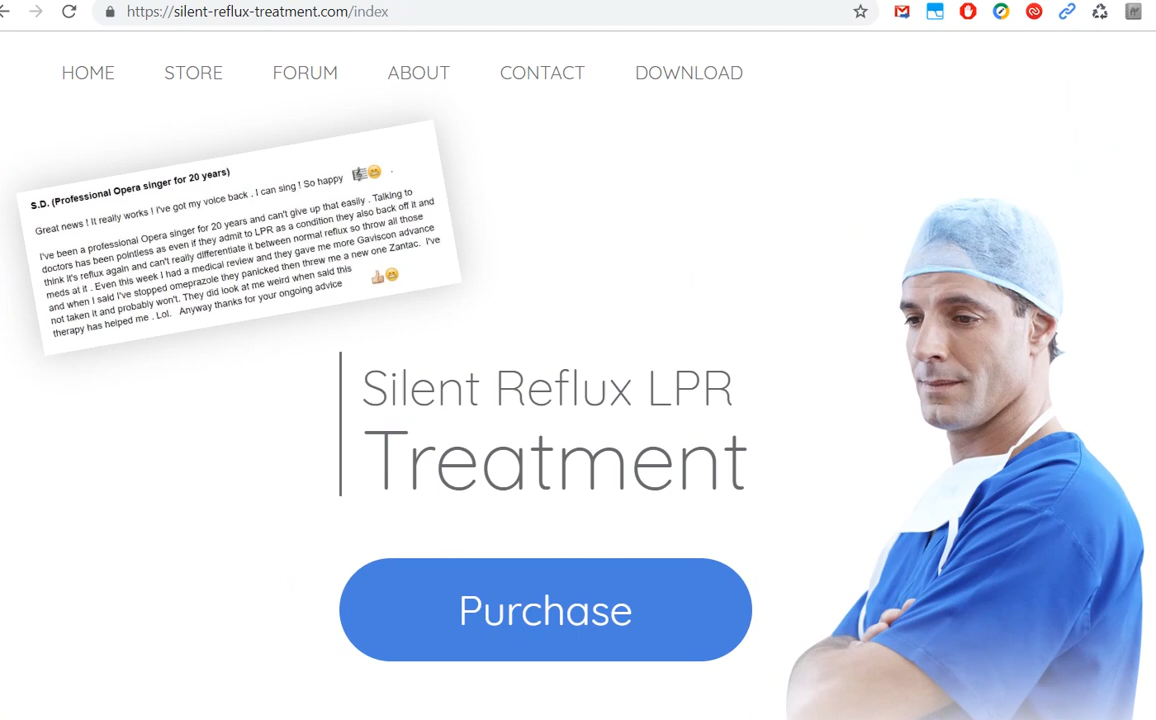 https://silent-reflux-treatment.com/index
HOME STORE FORUM ABOUT CONTACT DOWNLOAD
S.D. (Professional Opera singer for 20 years)
Great news ! It really works ! I've got my voice back , I can sing ! So happy 🎼😊 .
I've been a professional Opera singer for 20 years and can't give up that easily . Talking to
doctors has been pointless as even if they admit to LPR as a condition they also back off it and
think it's reflux again and can't really differentiate it between normal reflux so throw all those
meds at it . Even this week I had a medical review and they gave me more Gaviscon advance
and when I said I've stopped omeprazole they panicked then threw me a new one Zantac. I've
not taken it and probably won't. They did look at me weird when said this 👍😊
therapy has helped me . Lol. Anyway thanks for your ongoing advice
Silent Reflux LPR
Treatment
Purchase